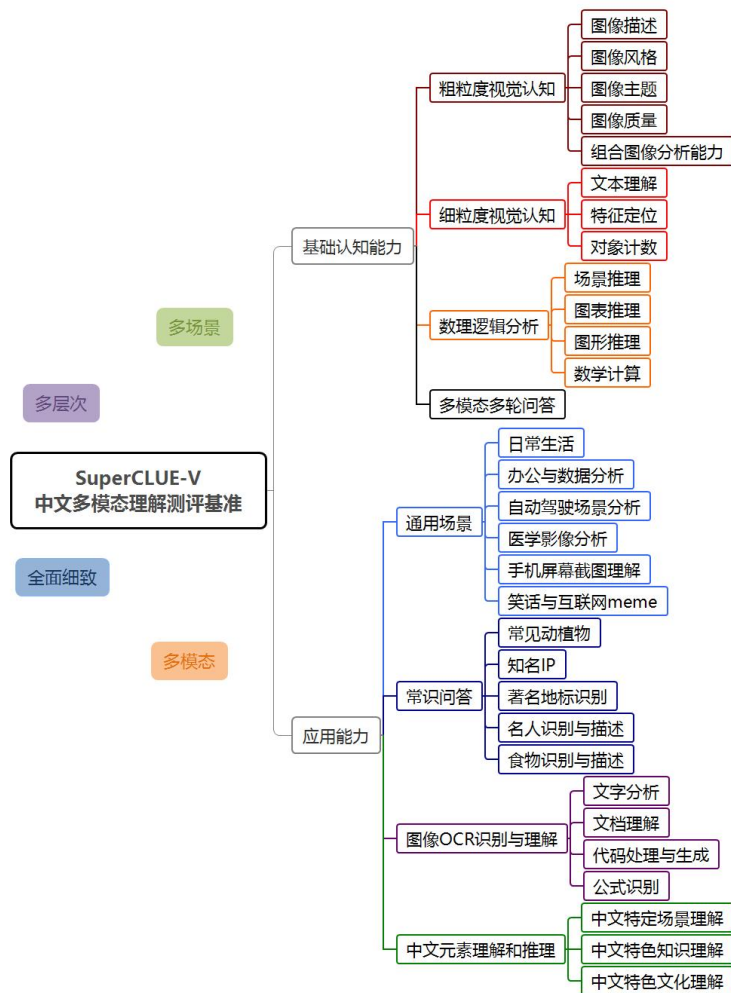 SuperCLUE-V
中文多模态理解测评基准
多场景
多层次
全面细致
多模态
基础认知能力
粗粒度视觉认知
图像描述
图像风格
图像主题
图像质量
组合图像分析能力
细粒度视觉认知
文本理解
特征定位
对象计数
数理逻辑分析
场景推理
图表推理
图形推理
数学计算
多模态多轮问答
应用能力
通用场景
日常生活
办公与数据分析
自动驾驶场景分析
医学影像分析
手机屏幕截图理解
笑话与互联网meme
常识问答
常见动植物
知名IP
著名地标识别
名人识别与描述
食物识别与描述
图像OCR识别与理解
文字分析
文档理解
代码处理与生成
公式识别
中文元素理解和推理
中文特定场景理解
中文特色知识理解
中文特色文化理解